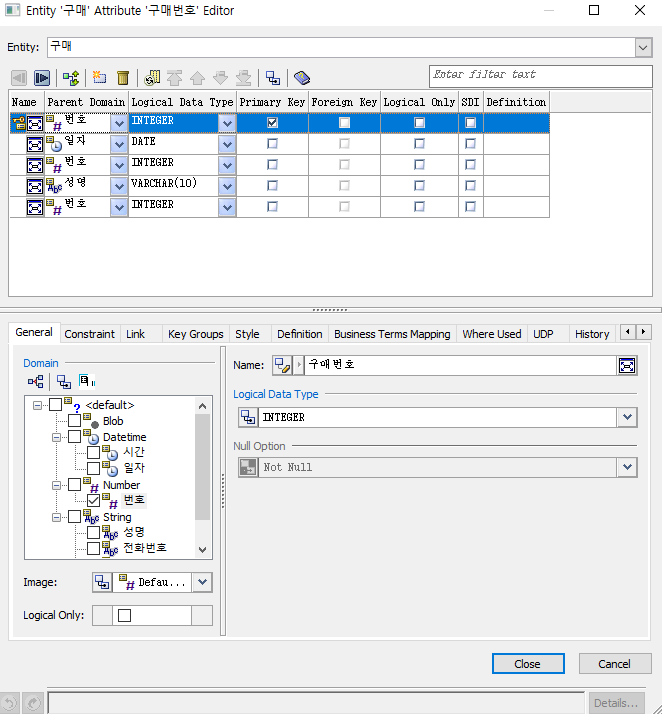 Entity '구매' Attribute '구매번호' Editor
Entity: 구매
Enter filter text
Name Parent Domain Logical Data Type Primary Key Foreign Key Logical Only SDI Definition
번호 INTEGER
일자 DATE
번호 INTEGER
성명 VARCHAR(10)
번호 INTEGER
General Constraint Link Key Groups Style Definition Business Terms Mapping Where Used UDP History
Domain
<default>
Blob
Datetime
시간
일자
Number
번호
String
성명
전화번호
Image: Defau...
Logical Only:
Name: 구매번호
Logical Data Type
INTEGER
Null Option
Not Null
Close Cancel
Details...